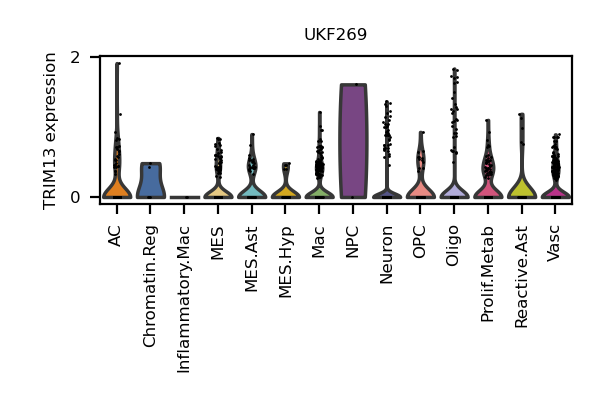 UKF269
TRIM13 expression
2
0
AC
Chromatin.Reg
Inflammatory.Mac
MES
MES.Ast
MES.Hyp
Mac
NPC
Neuron
OPC
Oligo
Prolif.Metab
Reactive.Ast
Vasc